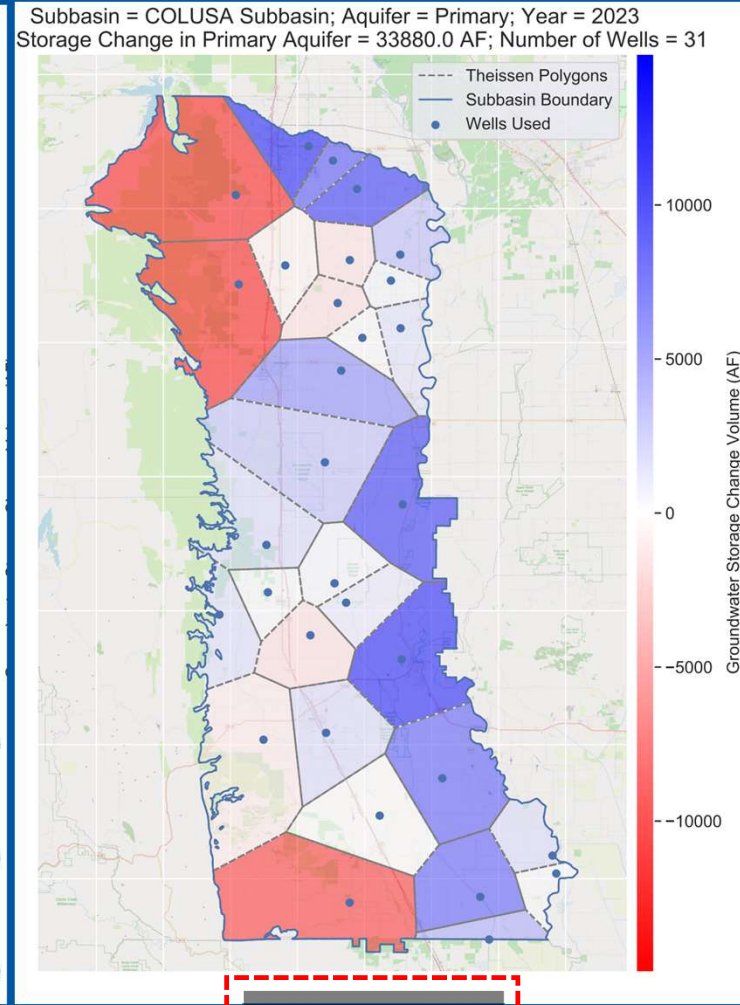 Subbasin = COLUSA Subbasin; Aquifer = Primary; Year = 2023
Storage Change in Primary Aquifer = 33880.0 AF; Number of Wells = 31
Theissen Polygons
Subbasin Boundary
Wells Used
10000
5000
0
−5000
−10000
Groundwater Storage Change Volume (AF)